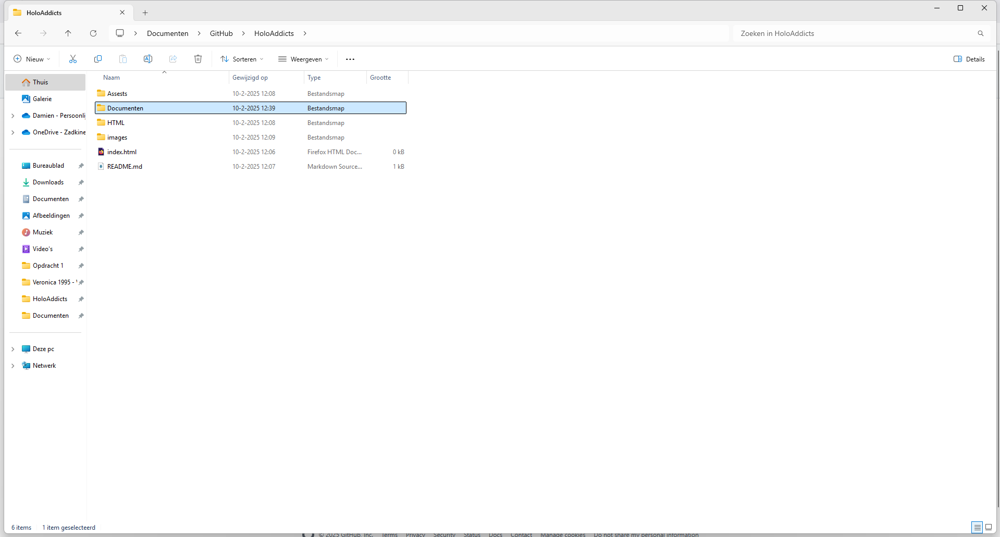 HoloAddicts
Documenten GitHub HoloAddicts
Zoeken in HoloAddicts
Nieuw Sorteren Weergeven Details
Naam Gewijzigd op Type Grootte
Thuis
Galerie
Damien - Persoonlij
OneDrive - Zadkine
Bureaublad
Downloads
Documenten
Afbeeldingen
Muziek
Video's
Opdracht 1
Veronica 1995 -
HoloAddicts
Documenten
Deze pc
Netwerk
Assests 10-2-2025 12:08 Bestandsmap
Documenten 10-2-2025 12:39 Bestandsmap
HTML 10-2-2025 12:08 Bestandsmap
images 10-2-2025 12:09 Bestandsmap
index.html 10-2-2025 12:06 Firefox HTML Doc... 0 kB
README.md 10-2-2025 12:07 Markdown Source... 1 kB
6 items 1 item geselecteerd
© 2025 GitHub, Inc. Terms Privacy Security Status Docs Contact Manage cookies Do not share my personal information